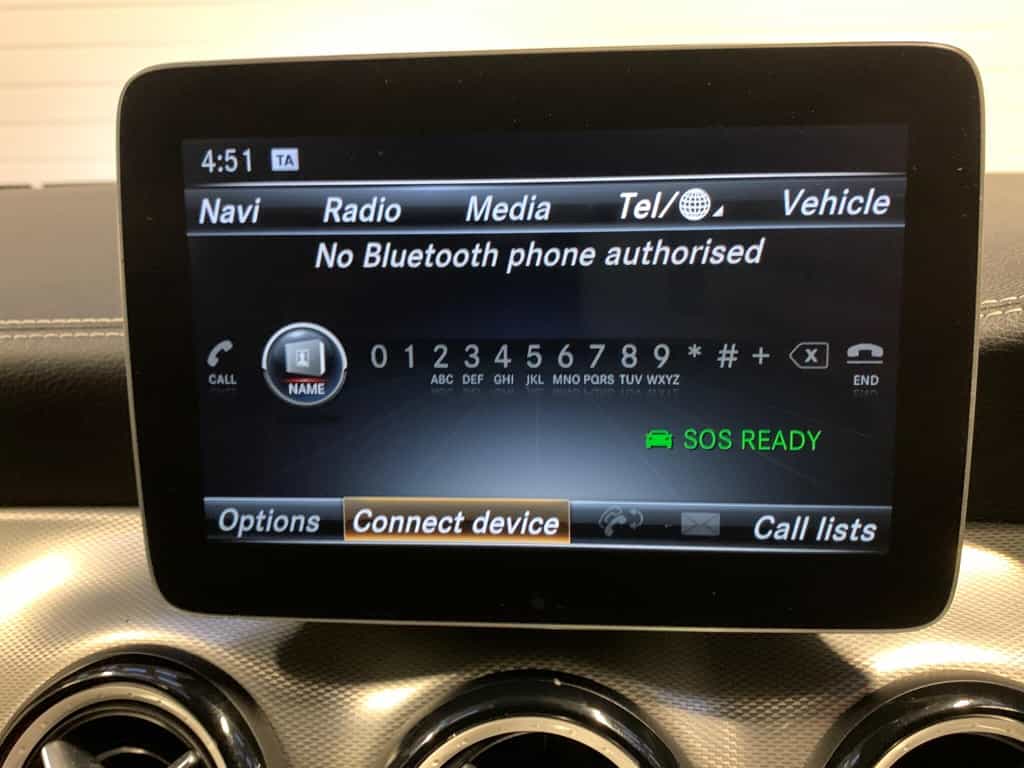 4:51 TA
Navi Radio Media Tel/ Vehicle
No Bluetooth phone authorised
0 1 2 3 4 5 6 7 8 9 * # + X
CALL NAME ABC DEF GHI JKL MNO PQRS TUV WXYZ END
SOS READY
Options Connect device Call lists